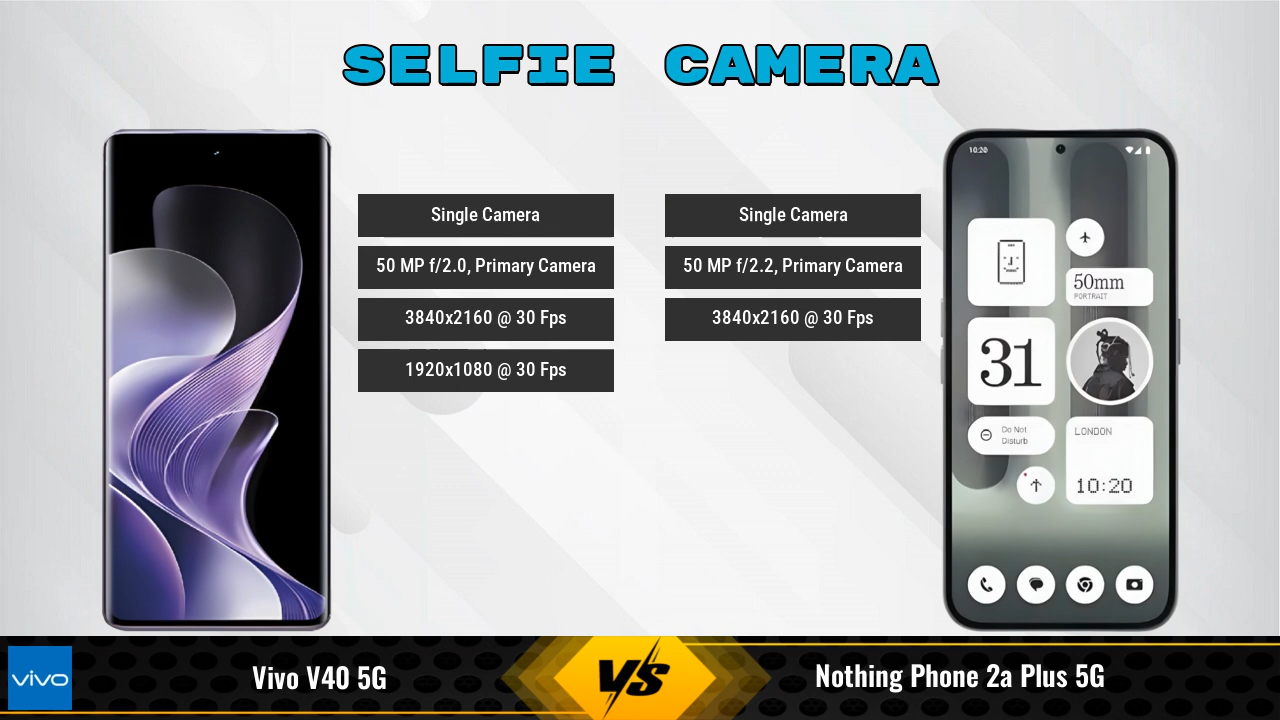 SELFIE CAMERA
Single Camera
50 MP f/2.0, Primary Camera
3840x2160 @ 30 Fps
1920x1080 @ 30 Fps
Single Camera
50 MP f/2.2, Primary Camera
3840x2160 @ 30 Fps
10:20
50mm
PORTRAIT
31
Do Not
Disturb
LONDON
10:20
vivo
Vivo V40 5G
VS
Nothing Phone 2a Plus 5G